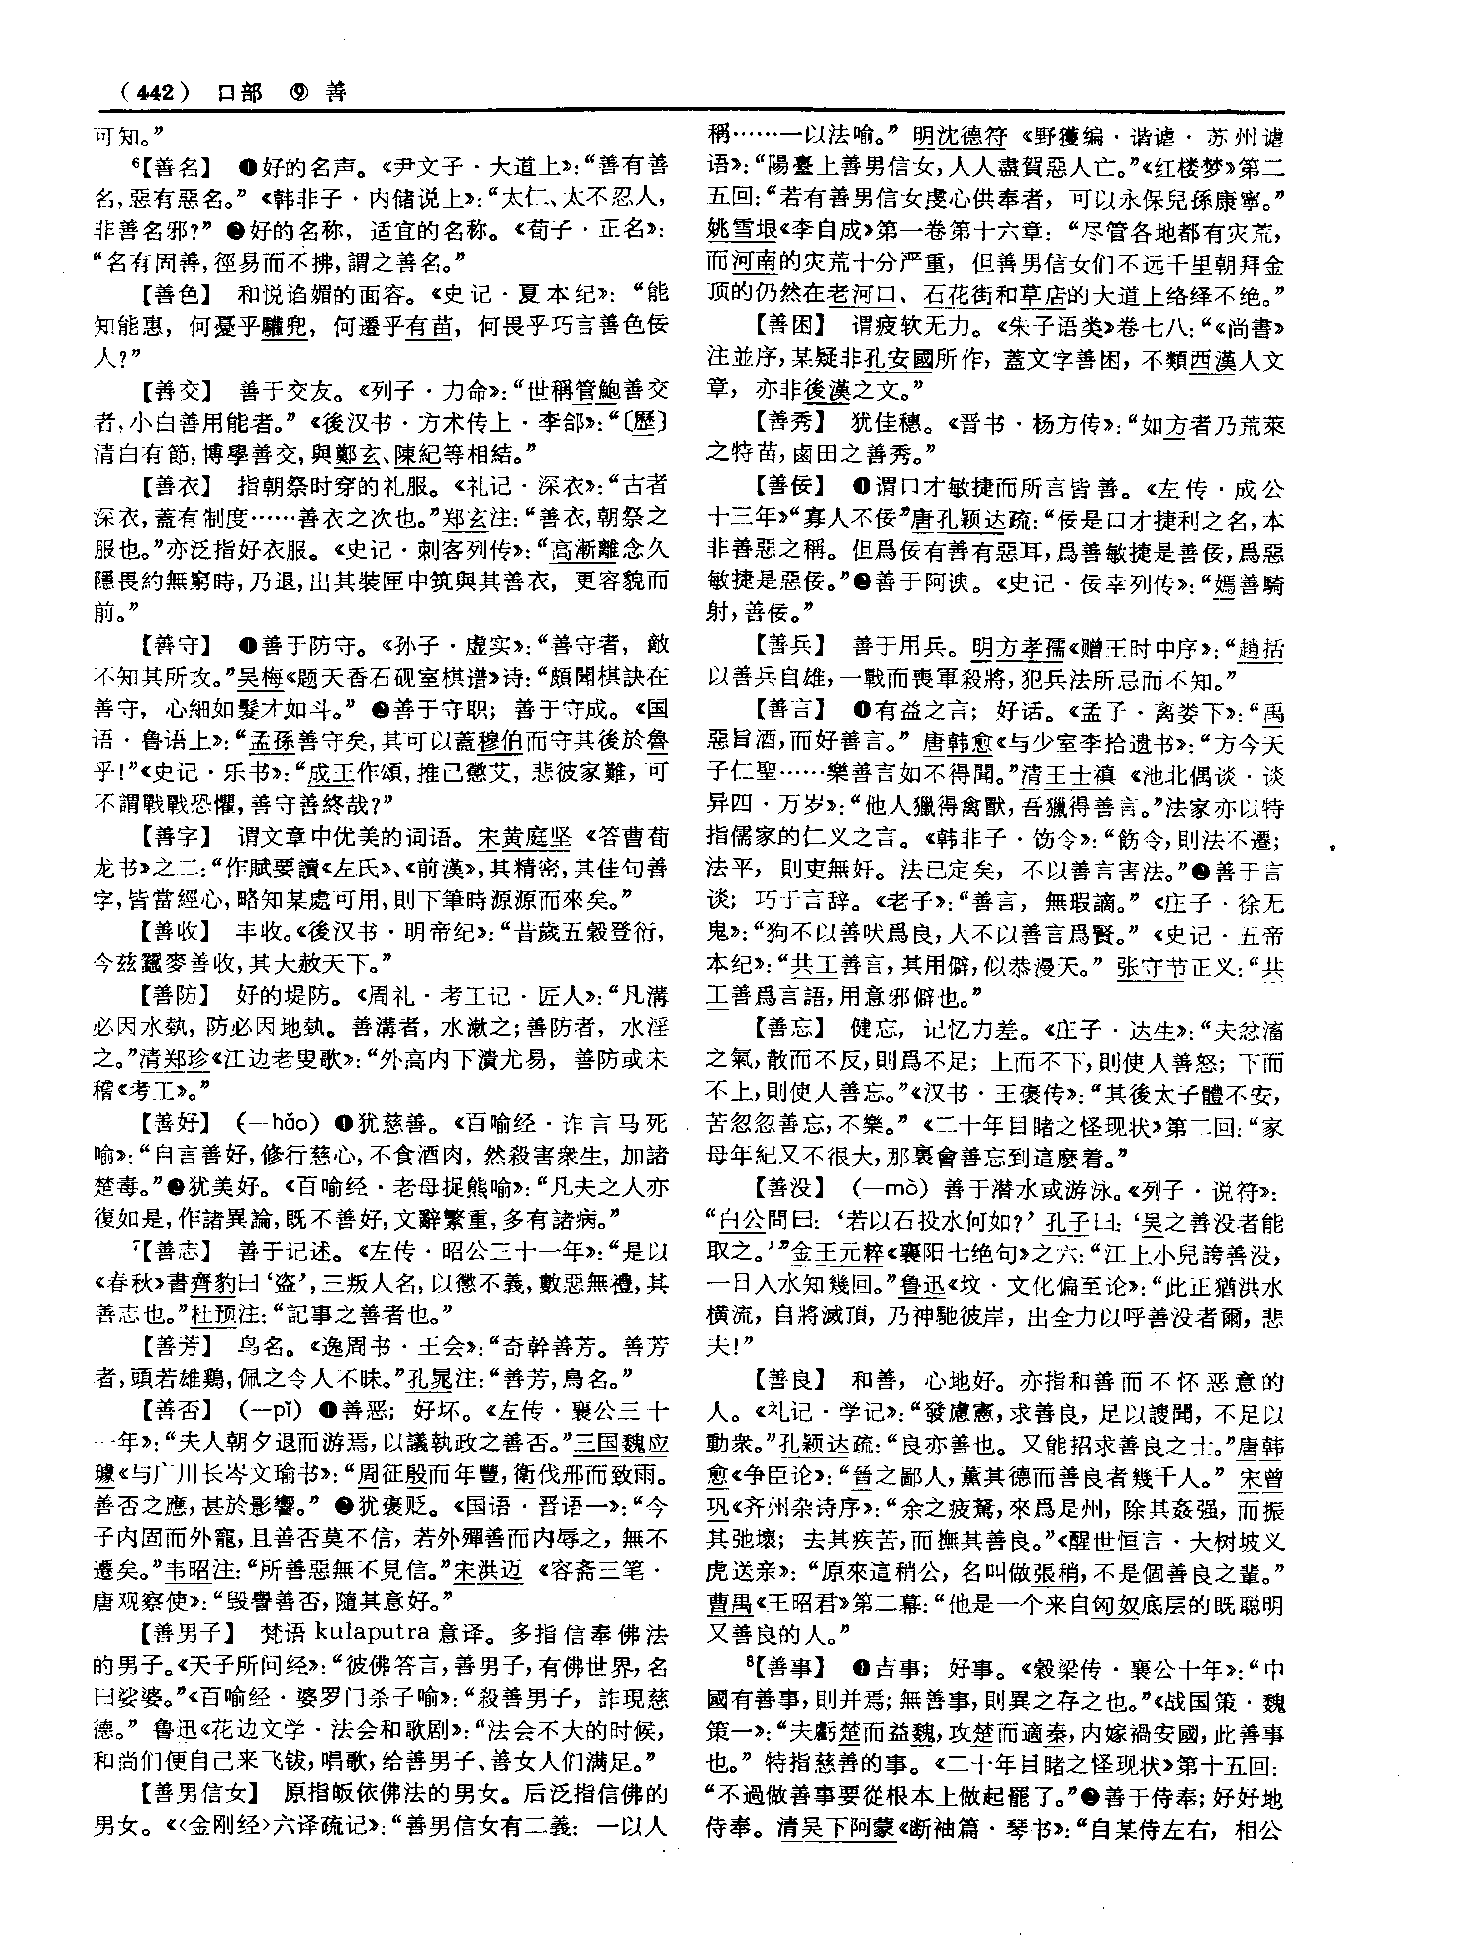 （442） 口部 ⑨ 善
可知。”
⁶【善名】 ❶好的名声。《尹文子·大道上》：“善有善
名，惡有惡名。”《韩非子·内储说上》：“太仁、太不忍人，
非善名邪？”❷好的名称，适宜的名称。《荀子·正名》：
“名有固善，徑易而不拂，謂之善名。”
【善色】 和悦谄媚的面容。《史记·夏本纪》：“能
知能惠，何憂乎驩兜，何遷乎有苗，何畏乎巧言善色佞
人？”
【善交】 善于交友。《列子·力命》：“世稱管鮑善交
者，小白善用能者。”《後汉书·方术传上·李郃》：“〔歷〕
清白有節，博學善交，與鄭玄、陳紀等相結。”
【善衣】 指朝祭时穿的礼服。《礼记·深衣》：“古者
深衣，蓋有制度……善衣之次也。”郑玄注：“善衣，朝祭之
服也。”亦泛指好衣服。《史记·刺客列传》：“高漸離念久
隱畏約無窮時，乃退，出其裝匣中筑與其善衣，更容貌而
前。”
【善守】 ❶善于防守。《孙子·虚实》：“善守者，敵
不知其所攻。”吴梅《题天香石砚室棋谱》诗：“頗聞棋訣在
善守，心細如髮才如斗。”❷善于守职；善于守成。《国
语·鲁语上》：“孟孫善守矣，其可以蓋穆伯而守其後於魯
乎！”《史记·乐书》：“成王作頌，推己懲艾，悲彼家難，可
不謂戰戰恐懼，善守善終哉？”
【善字】 谓文章中优美的词语。宋黄庭坚《答曹荀
龙书》之二：“作賦要讀《左氏》、《前漢》，其精密，其佳句善
字，皆當經心，略知某處可用，則下筆時源源而來矣。”
【善收】 丰收。《後汉书·明帝纪》：“昔歲五穀登衍，
今兹蠶麥善收，其大赦天下。”
【善防】 好的堤防。《周礼·考工记·匠人》：“凡溝
必因水埶，防必因地埶。善溝者，水漱之；善防者，水淫
之。”清郑珍《江边老叟歌》：“外高内下潰尤易，善防或未
稽《考工》。”
【善好】 （—hǎo）❶犹慈善。《百喻经·诈言马死
喻》：“自言善好，修行慈心，不食酒肉，然殺害衆生，加諸
楚毒。”❷犹美好。《百喻经·老母捉熊喻》：“凡夫之人亦
復如是，作諸異論，既不善好，文辭繁重，多有諸病。”
⁷【善志】 善于记述。《左传·昭公三十一年》：“是以
《春秋》書齊豹曰‘盗’，三叛人名，以懲不義，數惡無禮，其
善志也。”杜预注：“記事之善者也。”
【善芳】 鸟名。《逸周书·王会》：“奇幹善芳。善芳
者，頭若雄鷄，佩之令人不昧。”孔晁注：“善芳，鳥名。”
【善否】 （—pǐ）❶善恶；好坏。《左传·襄公三十
一年》：“夫人朝夕退而游焉，以議執政之善否。”三国魏应
璩《与广川长岑文瑜书》：“周征殷而年豐，衛伐邢而致雨。
善否之應，甚於影響。”❷犹褒贬。《国语·晋语一》：“今
子内固而外寵，且善否莫不信，若外殫善而内辱之，無不
遷矣。”韦昭注：“所善惡無不見信。”宋洪迈《容斋三笔·
唐观察使》：“毁譽善否，隨其意好。”
【善男子】 梵语 kulaputra 意译。多指信奉佛法
的男子。《天子所问经》：“彼佛答言，善男子，有佛世界，名
曰娑婆。”《百喻经·婆罗门杀子喻》：“殺善男子，詐現慈
德。”鲁迅《花边文学·法会和歌剧》：“法会不大的时候，
和尚们便自己来飞钹，唱歌，给善男子、善女人们满足。”
【善男信女】 原指皈依佛法的男女。后泛指信佛的
男女。《〈金刚经〉六译疏记》：“善男信女有二義：一以人
稱……一以法喻。”明沈德符《野獲编·谐谑·苏州谑
语》：“陽臺上善男信女，人人盡賀惡人亡。”《红楼梦》第二
五回：“若有善男信女虔心供奉者，可以永保兒孫康寧。”
姚雪垠《李自成》第一卷第十六章：“尽管各地都有灾荒，
而河南的灾荒十分严重，但善男信女们不远千里朝拜金
顶的仍然在老河口、石花街和草店的大道上络绎不绝。”
【善困】 谓疲软无力。《朱子语类》卷七八：“《尚書》
注並序，某疑非孔安國所作，蓋文字善困，不類西漢人文
章，亦非後漢之文。”
【善秀】 犹佳穗。《晋书·杨方传》：“如方者乃荒萊
之特苗，鹵田之善秀。”
【善佞】 ❶谓口才敏捷而所言皆善。《左传·成公
十三年》“寡人不佞”唐孔颖达疏：“佞是口才捷利之名，本
非善惡之稱。但爲佞有善有惡耳，爲善敏捷是善佞，爲惡
敏捷是惡佞。”❷善于阿谀。《史记·佞幸列传》：“嫣善騎
射，善佞。”
【善兵】 善于用兵。明方孝孺《赠王时中序》：“趙括
以善兵自雄，一戰而喪軍殺將，犯兵法所忌而不知。”
【善言】 ❶有益之言；好话。《孟子·离娄下》：“禹
惡旨酒，而好善言。”唐韩愈《与少室李拾遗书》：“方今天
子仁聖……樂善言如不得聞。”清王士禛《池北偶谈·谈
异四·万岁》：“他人獵得禽獸，吾獵得善言。”法家亦以特
指儒家的仁义之言。《韩非子·饬令》：“飭令，則法不遷；
法平，則吏無奸。法已定矣，不以善言害法。”❷善于言
谈；巧于言辞。《老子》：“善言，無瑕謫。”《庄子·徐无
鬼》：“狗不以善吠爲良，人不以善言爲賢。”《史记·五帝
本纪》：“共工善言，其用僻，似恭漫天。”张守节正义：“共
工善爲言語，用意邪僻也。”
【善忘】 健忘，记忆力差。《庄子·达生》：“夫忿滀
之氣，散而不反，則爲不足；上而不下，則使人善怒；下而
不上，則使人善忘。”《汉书·王褒传》：“其後太子體不安，
苦忽忽善忘，不樂。”《二十年目睹之怪现状》第二回：“家
母年紀又不很大，那裏會善忘到這麽着。”
【善没】 （—mò）善于潜水或游泳。《列子·说符》：
“白公問曰：‘若以石投水何如？’孔子曰：‘吴之善没者能
取之。’”金王元粹《襄阳七绝句》之六：“江上小兒誇善没，
一日入水知幾回。”鲁迅《坟·文化偏至论》：“此正猶洪水
横流，自將滅頂，乃神馳彼岸，出全力以呼善没者爾，悲
夫！”
【善良】 和善，心地好。亦指和善而不怀恶意的
人。《礼记·学记》：“發慮憲，求善良，足以謏聞，不足以
動衆。”孔颖达疏：“良亦善也。又能招求善良之士。”唐韩
愈《争臣论》：“晉之鄙人，薰其德而善良者幾千人。”宋曾
巩《齐州杂诗序》：“余之疲駑，來爲是州，除其姦强，而振
其弛壞；去其疾苦，而撫其善良。”《醒世恒言·大树坡义
虎送亲》：“原來這稍公，名叫做張稍，不是個善良之輩。”
曹禺《王昭君》第二幕：“他是一个来自匈奴底层的既聪明
又善良的人。”
⁸【善事】 ❶吉事；好事。《穀梁传·襄公十年》：“中
國有善事，則并焉；無善事，則異之存之也。”《战国策·魏
策一》：“夫虧楚而益魏，攻楚而適秦，内嫁禍安國，此善事
也。”特指慈善的事。《二十年目睹之怪现状》第十五回：
“不過做善事要從根本上做起罷了。”❷善于侍奉；好好地
侍奉。清吴下阿蒙《断袖篇·琴书》：“自某侍左右，相公